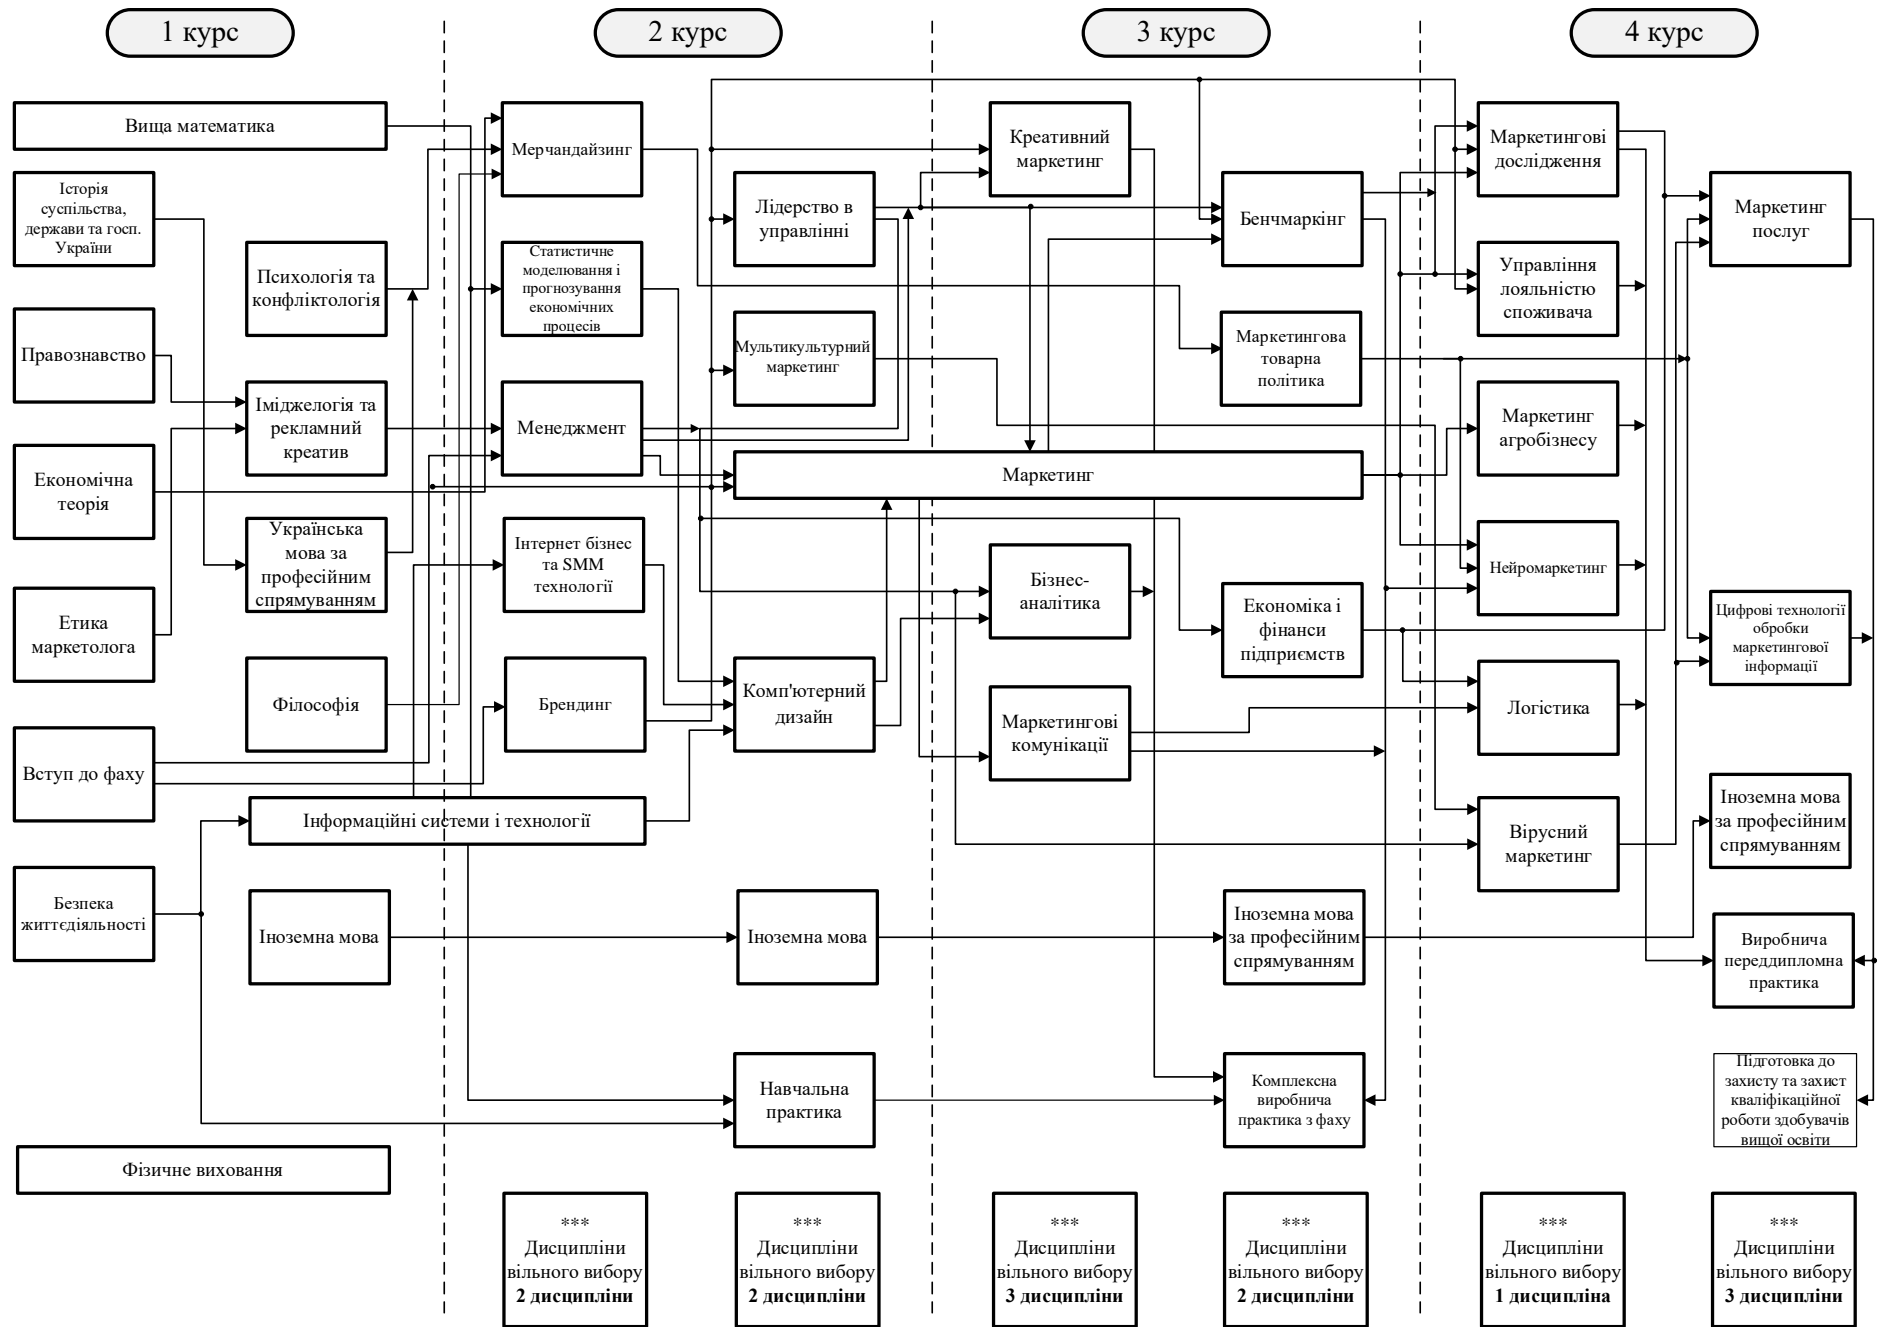 1 курс
2 курс
3 курс
4 курс
Вища математика
Історія
суспільства,
держави та госп.
України
Правознавство
Економічна
теорія
Етика
маркетолога
Вступ до фаху
Безпека
життєдіяльності
Психологія та
конфліктологія
Іміджелогія та
рекламний
креатив
Українська
мова за
професійним
спрямуванням
Філософія
Інформаційні системи і технології
Іноземна мова
Фізичне виховання
Мерчандайзинг
Статистичне
моделювання і
прогнозування
економічних
процесів
Менеджмент
Інтернет бізнес
та SMM
технології
Брендинг
Лідерство в
управлінні
Мультикультурний
маркетинг
Маркетинг
Комп'ютерний
дизайн
Іноземна мова
Навчальна
практика
Креативний
маркетинг
Бізнес-
аналітика
Маркетингові
комунікації
Бенчмаркінг
Маркетингова
товарна
політика
Економіка і
фінанси
підприємств
Іноземна мова
за професійним
спрямуванням
Комплексна
виробнича
практика з фаху
Маркетингові
дослідження
Управління
лояльністю
споживача
Маркетинг
агробізнесу
Нейромаркетинг
Логістика
Вірусний
маркетинг
Маркетинг
послуг
Цифрові технології
обробки
маркетингової
інформації
Іноземна мова
за професійним
спрямуванням
Виробнича
переддипломна
практика
Підготовка до
захисту та захист
кваліфікаційної
роботи здобувачів
вищої освіти
***
Дисципліни
вільного вибору
2 дисципліни
***
Дисципліни
вільного вибору
2 дисципліни
***
Дисципліни
вільного вибору
3 дисципліни
***
Дисципліни
вільного вибору
2 дисципліни
***
Дисципліни
вільного вибору
1 дисципліна
***
Дисципліни
вільного вибору
3 дисципліни